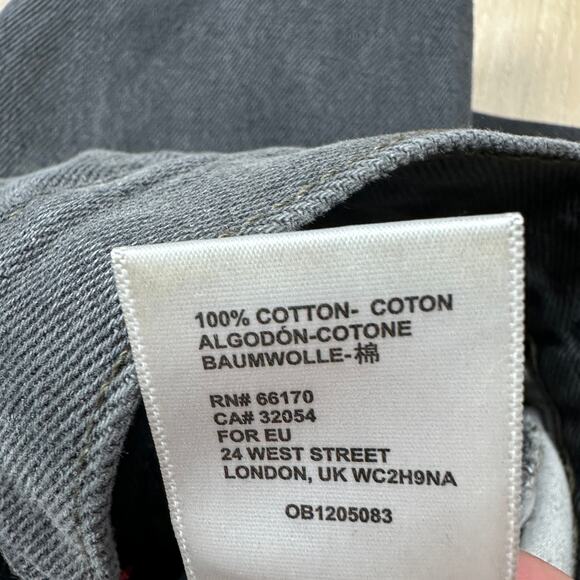 100% COTTON- COTON
ALGODÓN-COTONE
BAUMWOLLE-棉
RN# 66170
CA# 32054
FOR EU
24 WEST STREET
LONDON, UK WC2H9NA
OB1205083